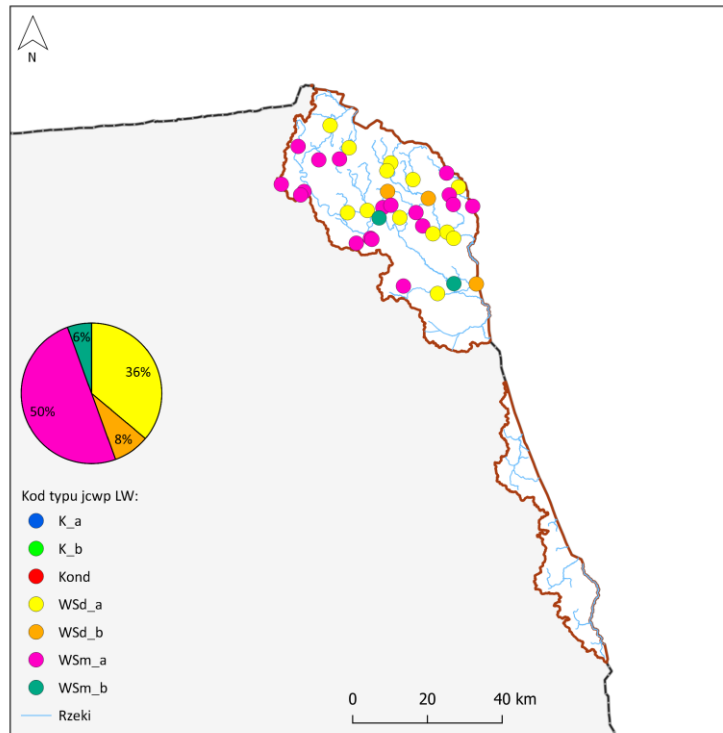 N
6%
36%
50%
8%
Kod typu jcwp LW:
K_a
K_b
Kond
WSd_a
WSd_b
WSm_a
WSm_b
Rzeki
0 20 40 km